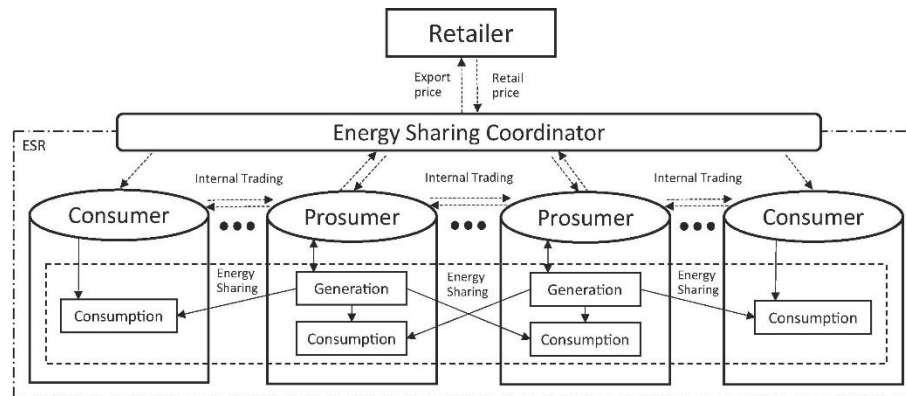 Retailer
Export
price
Retail
price
Energy Sharing Coordinator
ESR
Internal Trading
Internal Trading
Internal Trading
Consumer
Prosumer
Prosumer
Consumer
Energy
Sharing
Generation
Energy
Sharing
Generation
Energy
Sharing
Consumption
Consumption
Consumption
Consumption